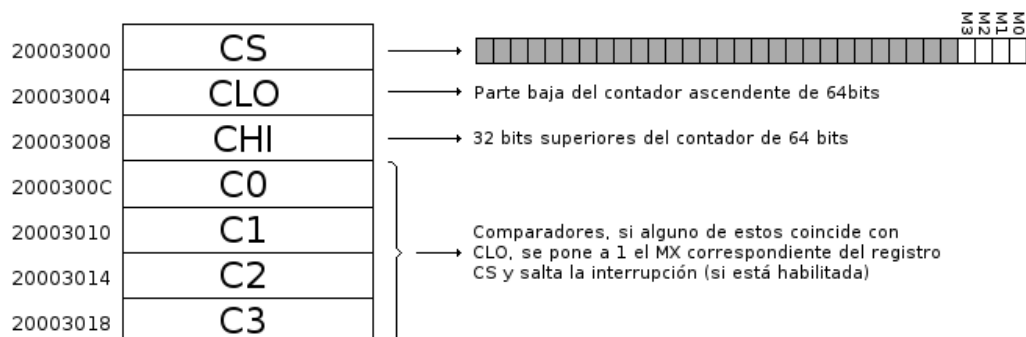 M3 M2 M1 M0
20003000 CS
20003004 CLO Parte baja del contador ascendente de 64bits
20003008 CHI 32 bits superiores del contador de 64 bits
2000300C C0
20003010 C1
Comparadores, si alguno de estos coincide con
CLO, se pone a 1 el MX correspondiente del registro
CS y salta la interrupción (si está habilitada)
20003014 C2
20003018 C3